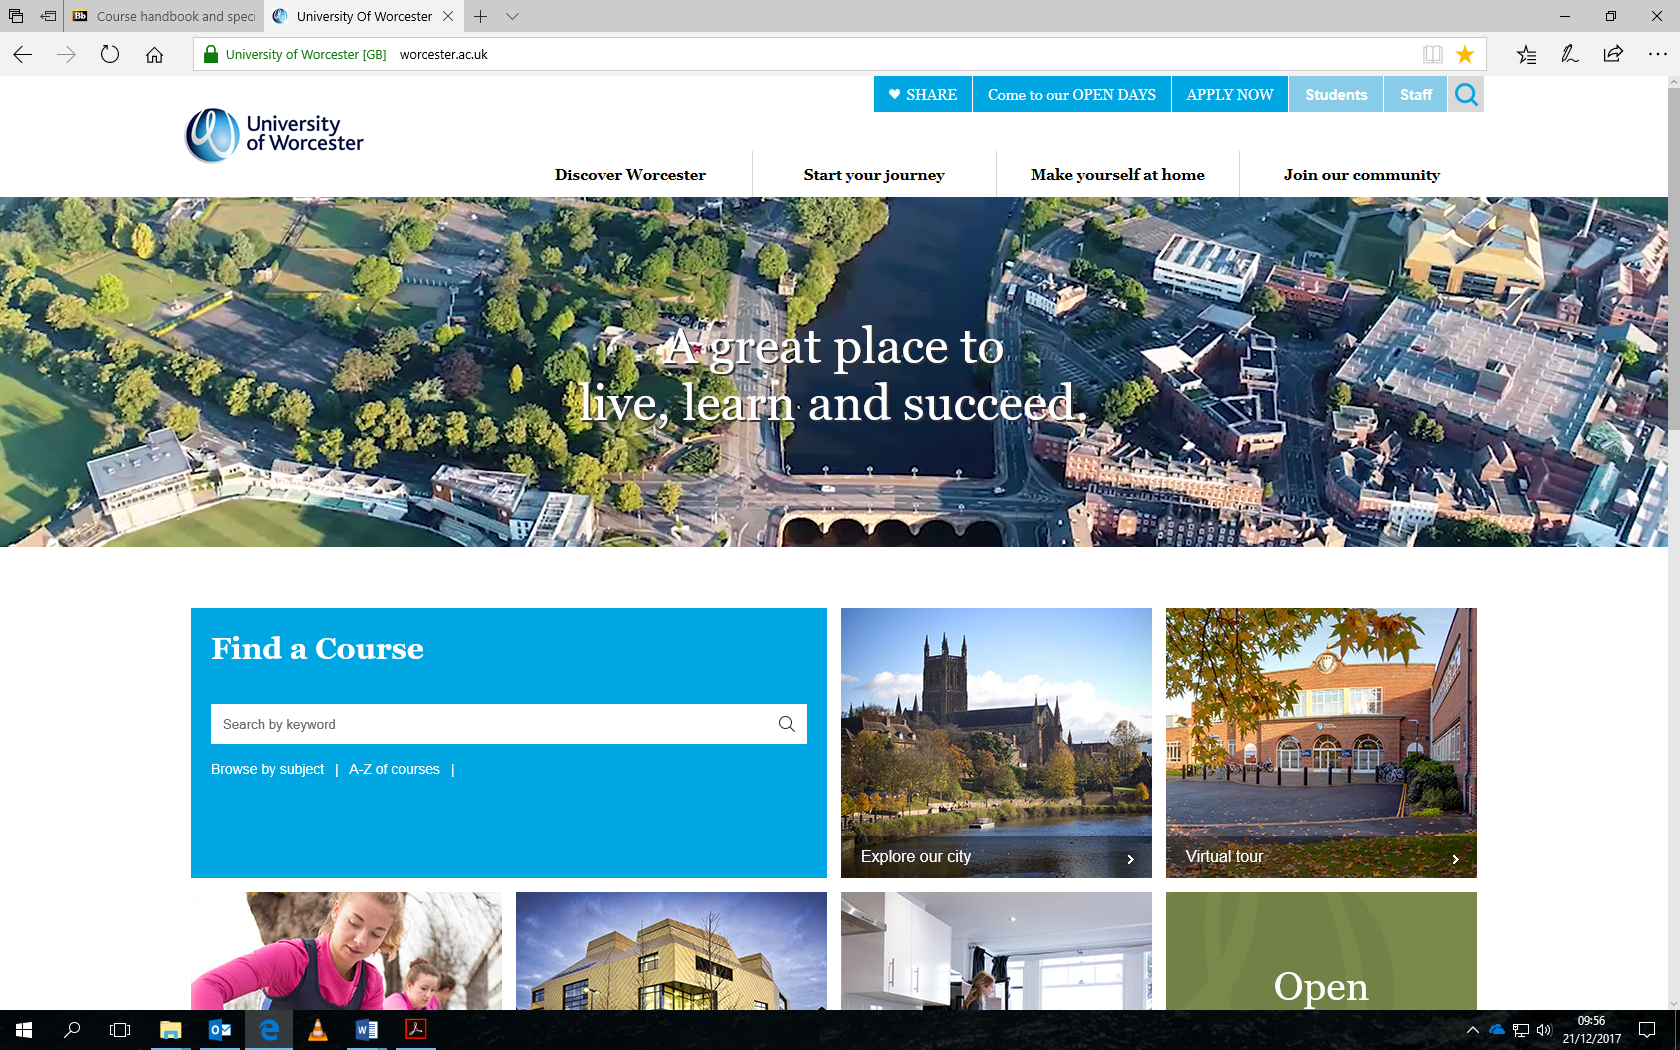 Course handbook and speci
University Of Worcester
University of Worcester [GB] worcester.ac.uk
SHARE
Come to our OPEN DAYS
APPLY NOW
Students
Staff
University
of Worcester
Discover Worcester
Start your journey
Make yourself at home
Join our community
A great place to
live, learn and succeed.
Find a Course
Search by keyword
Browse by subject | A-Z of courses |
Explore our city
Virtual tour
Open
09:56
21/12/2017